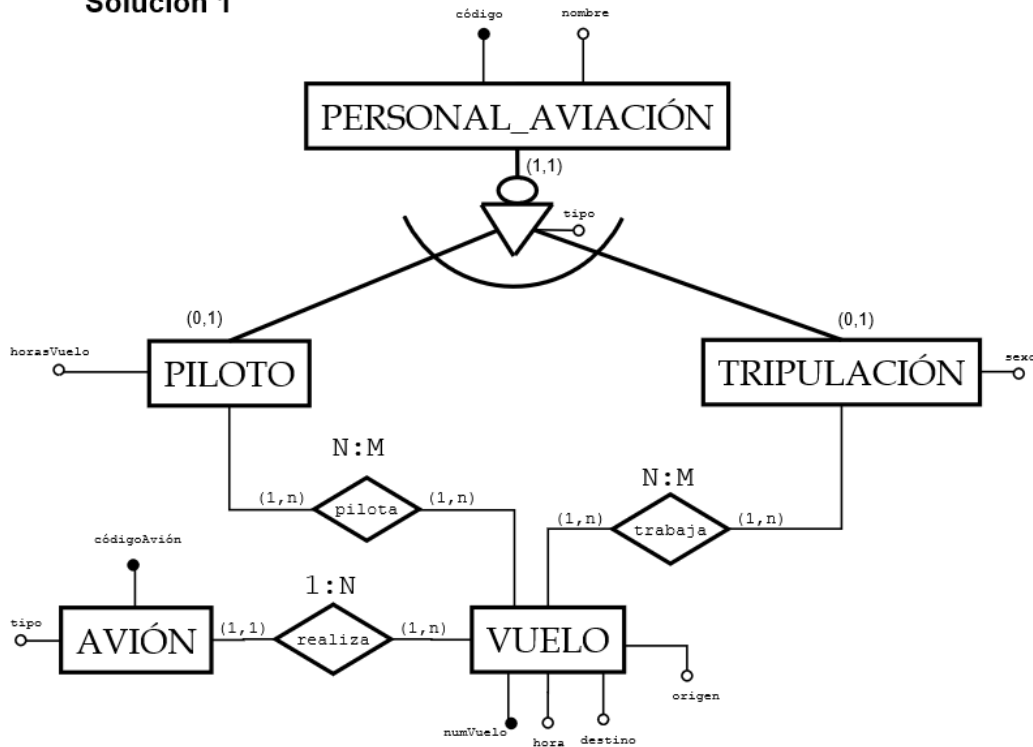 Solución 1
código
nombre
PERSONAL_AVIACIÓN
(1,1)
tipo
(0,1)
(0,1)
horasVuelo
PILOTO
TRIPULACIÓN
sexo
N:M
N:M
(1,n)
pilota
(1,n)
(1,n)
trabaja
(1,n)
códigoAvión
1:N
tipo
AVIÓN
(1,1)
realiza
(1,n)
VUELO
origen
numVuelo
hora
destino